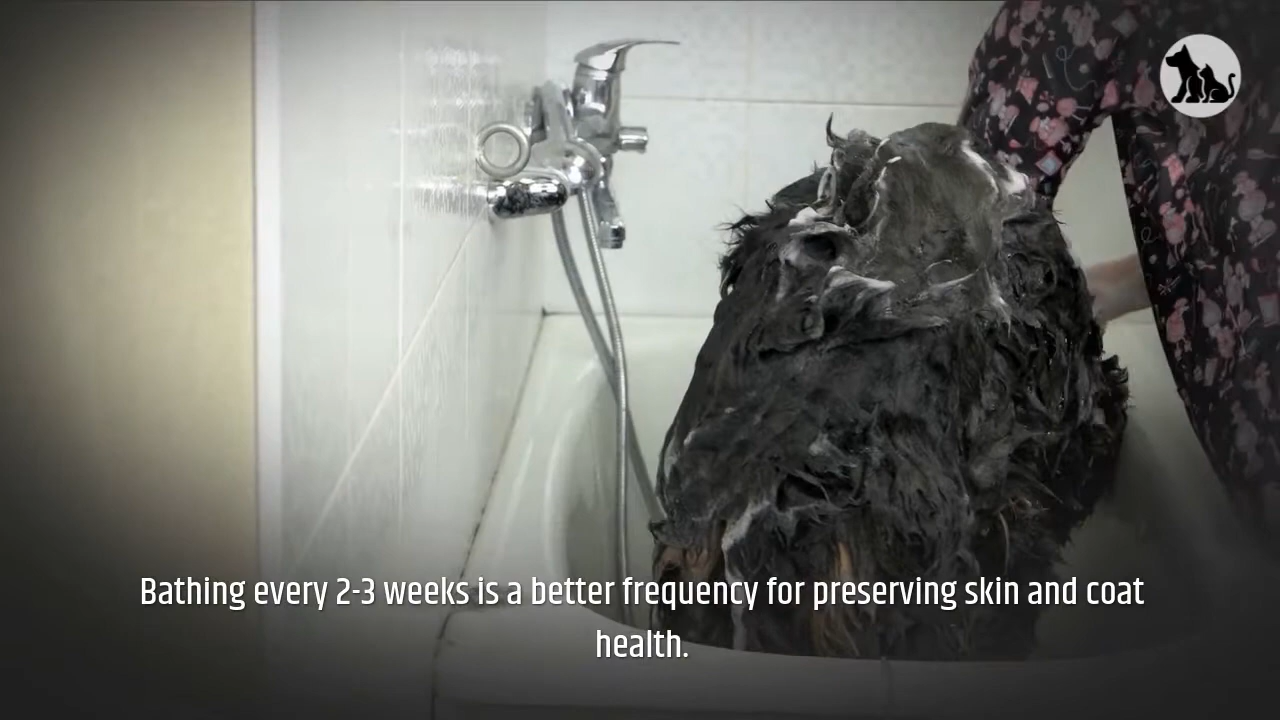 Bathing every 2-3 weeks is a better frequency for preserving skin and coat
health.